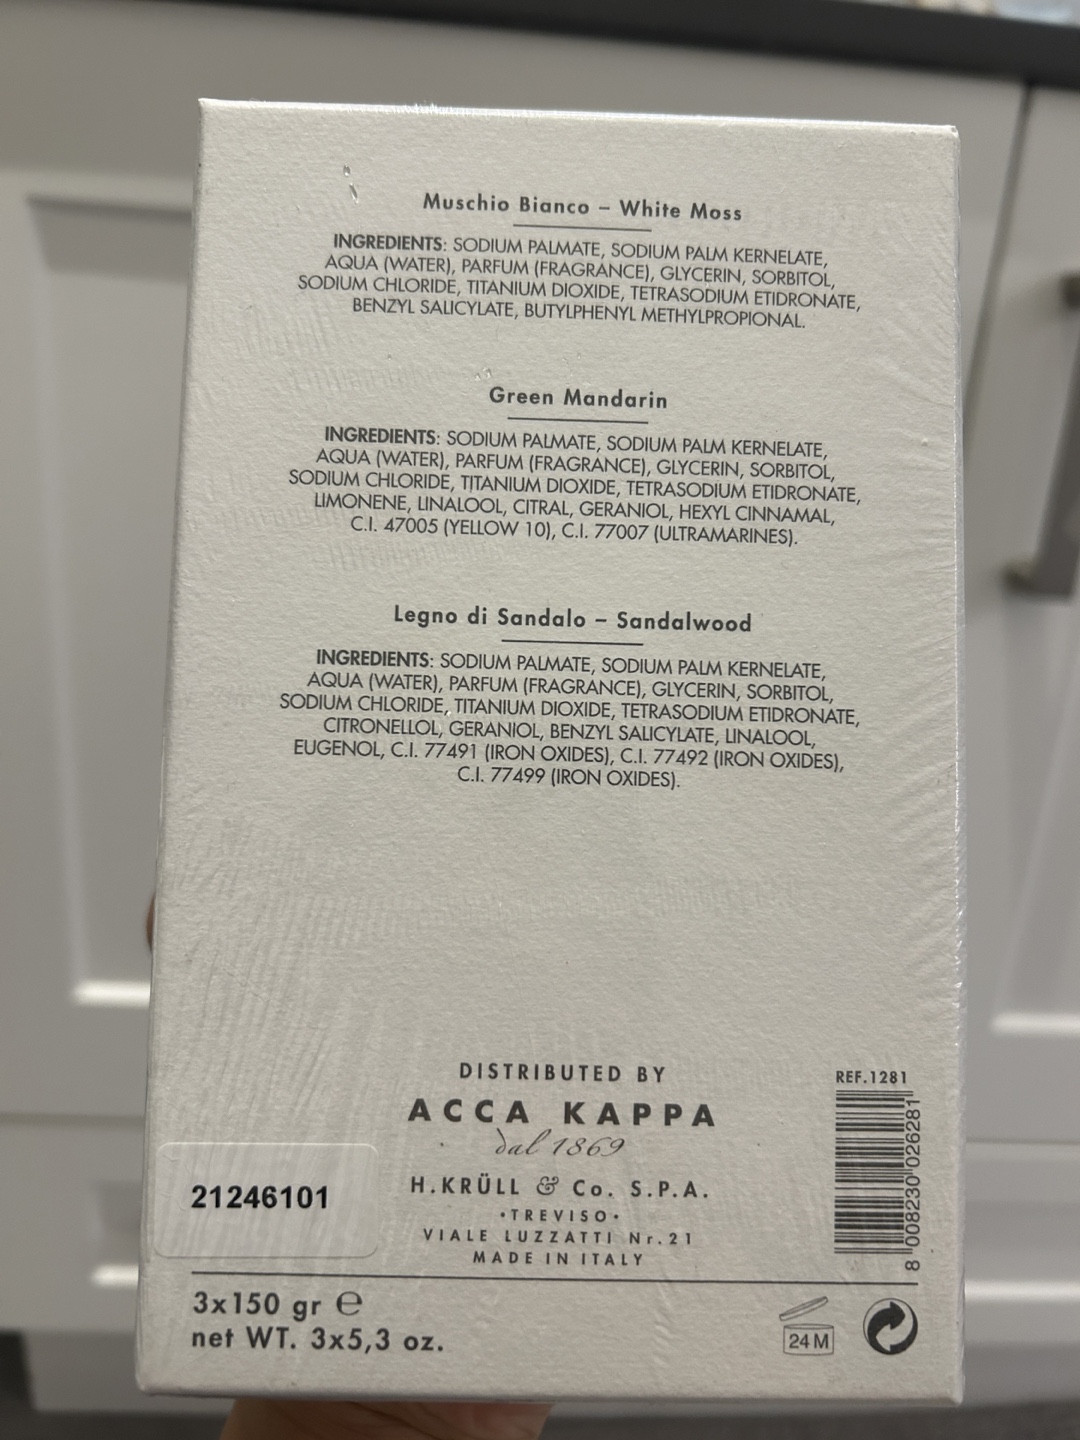 Muschio Bianco – White Moss
INGREDIENTS: SODIUM PALMATE, SODIUM PALM KERNELATE,
AQUA (WATER), PARFUM (FRAGRANCE), GLYCERIN, SORBITOL,
SODIUM CHLORIDE, TITANIUM DIOXIDE, TETRASODIUM ETIDRONATE,
BENZYL SALICYLATE, BUTYLPHENYL METHYLPROPIONAL.
Green Mandarin
INGREDIENTS: SODIUM PALMATE, SODIUM PALM KERNELATE,
AQUA (WATER), PARFUM (FRAGRANCE), GLYCERIN, SORBITOL,
SODIUM CHLORIDE, TITANIUM DIOXIDE, TETRASODIUM ETIDRONATE,
LIMONENE, LINALOOL, CITRAL, GERANIOL, HEXYL CINNAMAL,
C.I. 47005 (YELLOW 10), C.I. 77007 (ULTRAMARINES).
Legno di Sandalo – Sandalwood
INGREDIENTS: SODIUM PALMATE, SODIUM PALM KERNELATE,
AQUA (WATER), PARFUM (FRAGRANCE), GLYCERIN, SORBITOL,
SODIUM CHLORIDE, TITANIUM DIOXIDE, TETRASODIUM ETIDRONATE,
CITRONELLOL, GERANIOL, BENZYL SALICYLATE, LINALOOL,
EUGENOL, C.I. 77491 (IRON OXIDES), C.I. 77492 (IRON OXIDES),
C.I. 77499 (IRON OXIDES).
DISTRIBUTED BY
ACCA KAPPA
dal 1869
H.KRÜLL & Co. S.P.A.
•TREVISO•
VIALE LUZZATTI Nr.21
MADE IN ITALY
21246101
REF.1281
8 008230 026281
3x150 gr ℮
net WT. 3x5,3 oz.
24 M